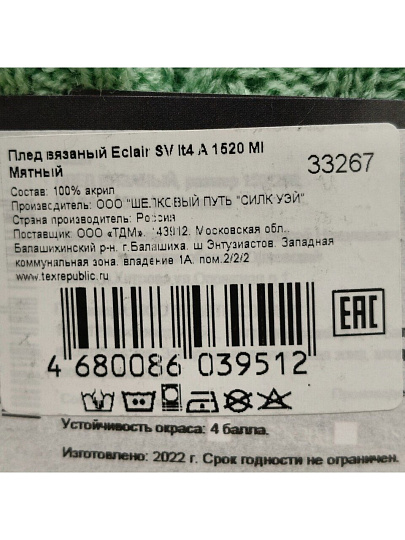 Плед вязаный Eclair SV It4 A 1520 MI
Мятный
33267
Состав: 100% акрил
Производитель: ООО "ШЕЛКОВЫЙ ПУТЬ "СИЛК УЭЙ"
Страна производитель: Россия
Поставщик: ООО «ТДМ». 143912, Московская обл.,
Балашихинский р-н, г.Балашиха, ш Энтузиастов, Западная
коммунальная зона, владение 1А, пом.2/2/2
www.texrepublic.ru
EAC
4 680086 039512
Устойчивость окраса: 4 балла.
Изготовлено: 2022 г. Срок годности не ограничен.